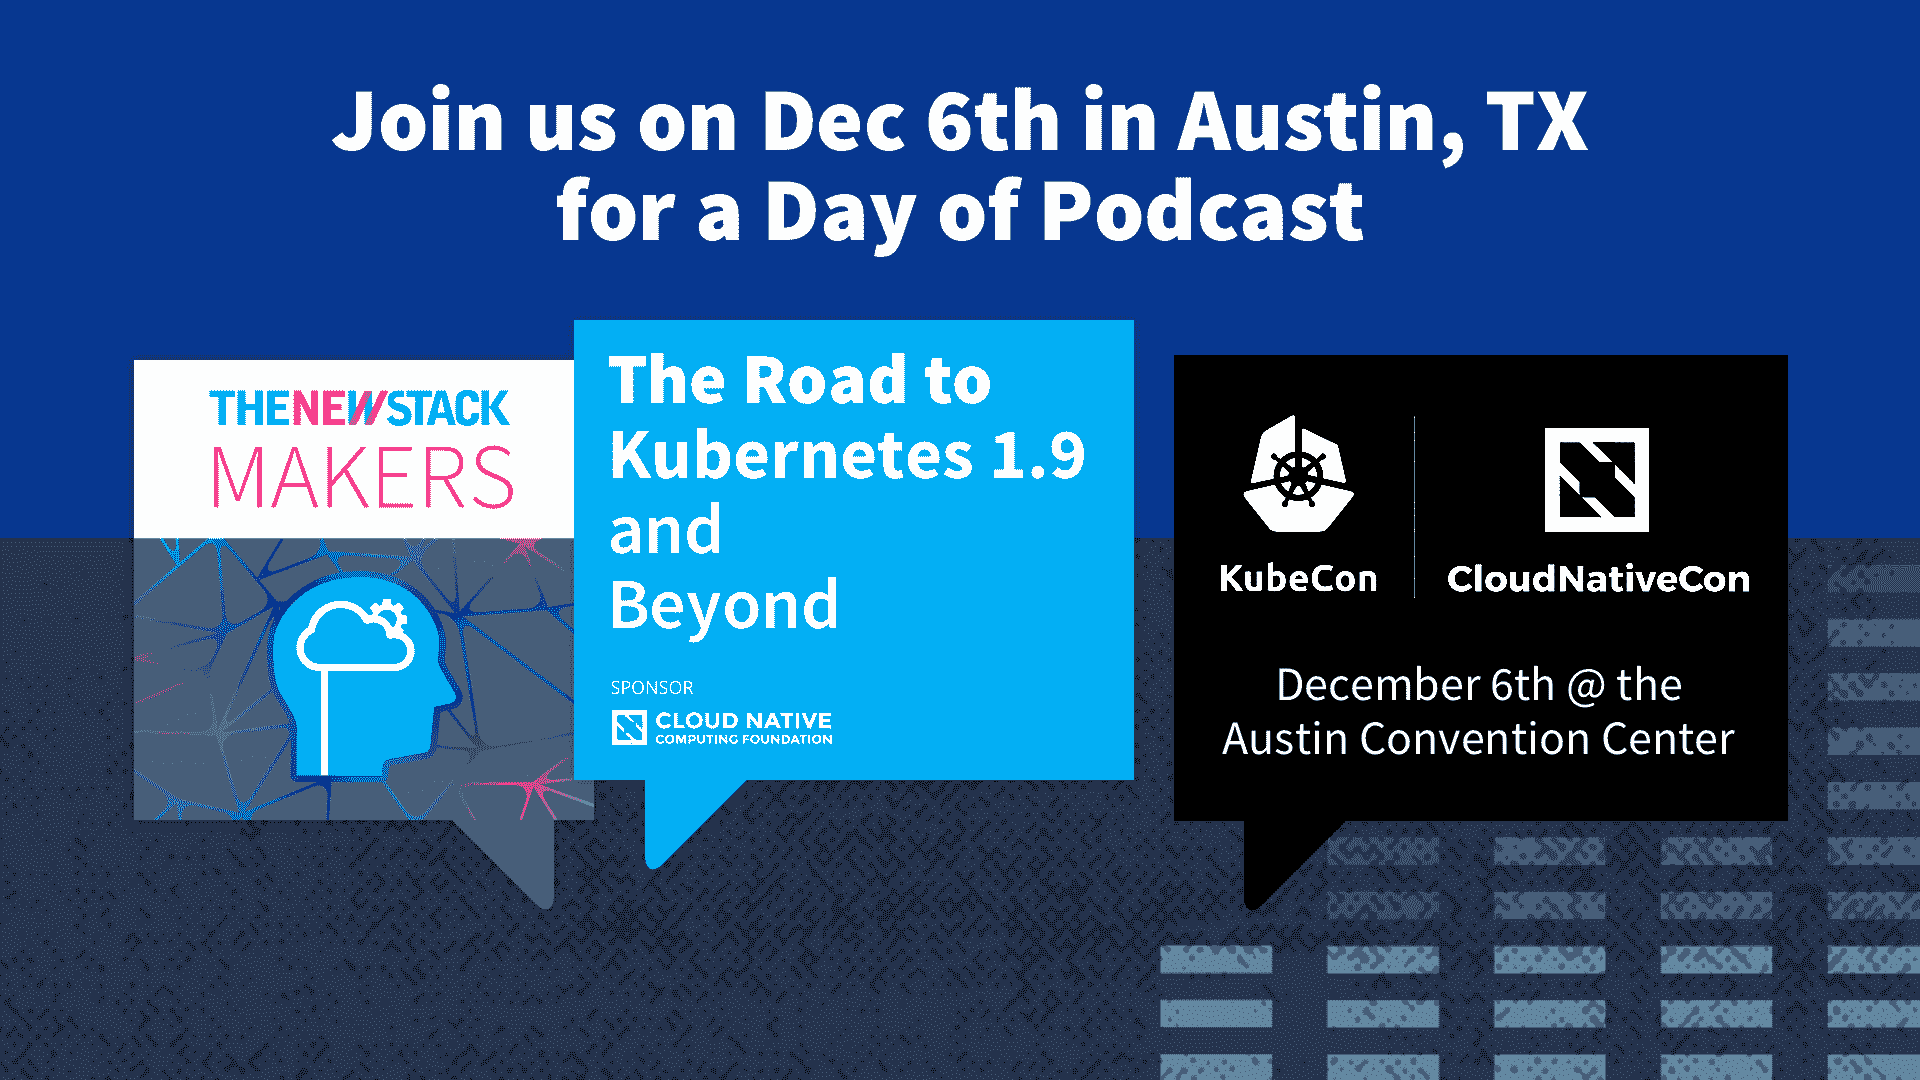 Join us on Dec 6th in Austin, TX
for a Day of Podcast
THENEWSTACK
MAKERS
The Road to
Kubernetes 1.9
and
Beyond
SPONSOR
CLOUD NATIVE
COMPUTING FOUNDATION
KubeCon
CloudNativeCon
December 6th @ the
Austin Convention Center